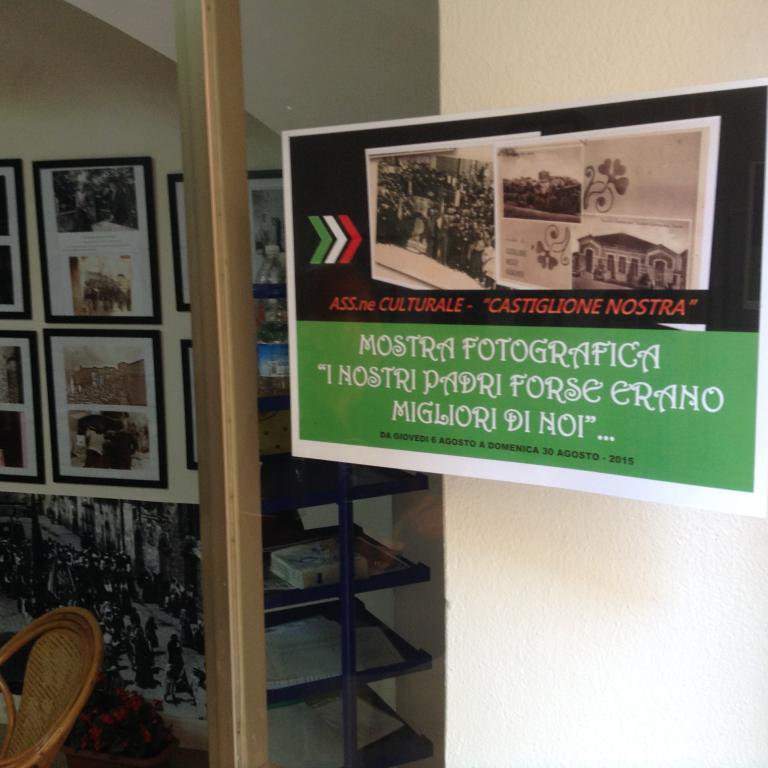 ASS.ne CULTURALE - "CASTIGLIONE NOSTRA"
MOSTRA FOTOGRAFICA
"I NOSTRI PADRI FORSE ERANO
MIGLIORI DI NOI"...
DA GIOVEDI 6 AGOSTO A DOMENICA 30 AGOSTO - 2015